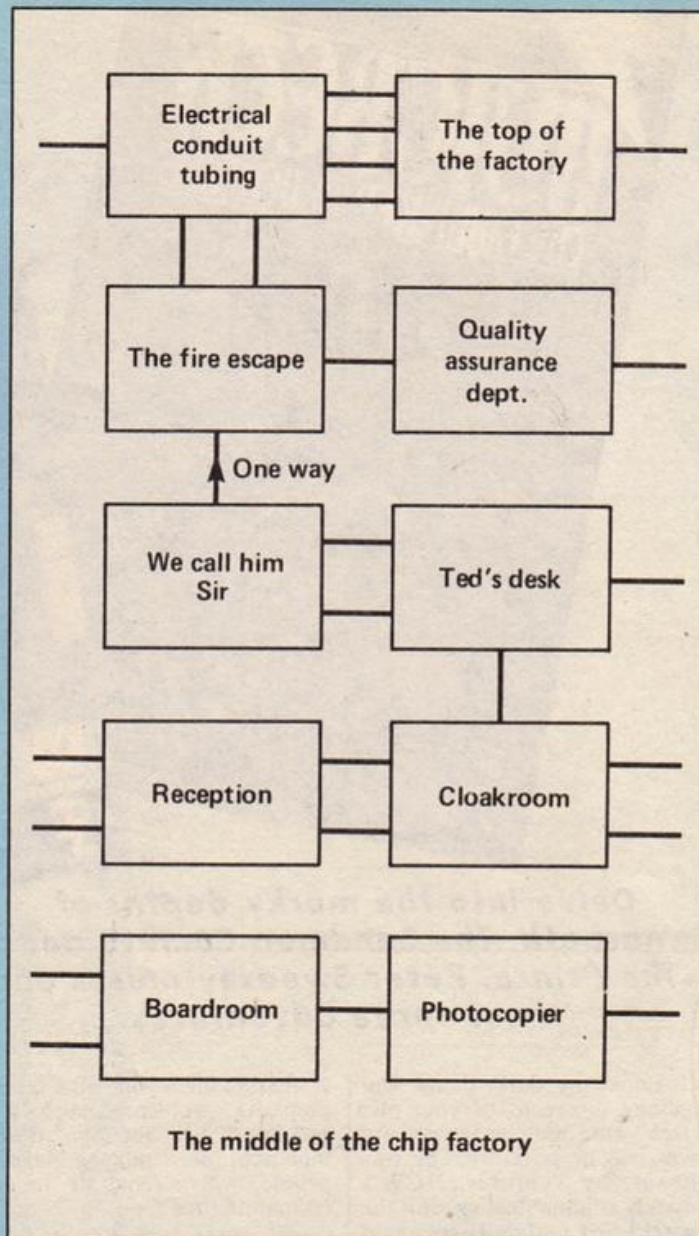 Electrical
conduit
tubing
The top of
the factory
The fire escape
Quality
assurance
dept.
One way
We call him
Sir
Ted's desk
Reception
Cloakroom
Boardroom
Photocopier
The middle of the chip factory